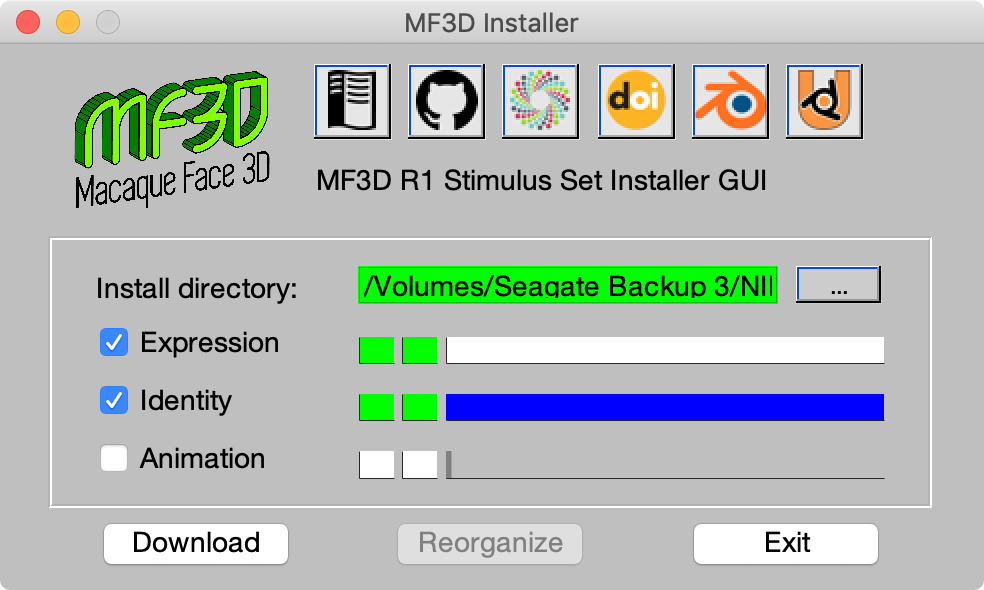 MF3D Installer
MF3D
Macaque Face 3D
doi
MF3D R1 Stimulus Set Installer GUI
Install directory:
/Volumes/Seagate Backup 3/NI
...
Expression
Identity
Animation
Download
Reorganize
Exit